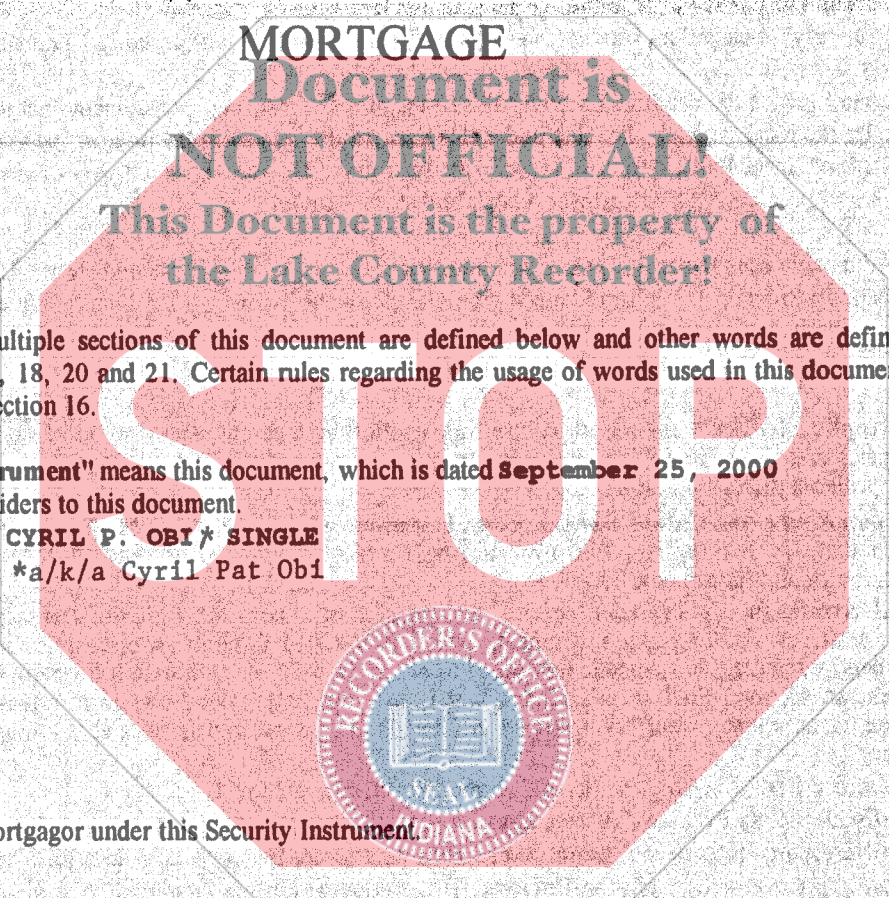 MORTGAGE
Document is
NOT OFFICIAL!
This Document is the property of
the Lake County Recorder!
ultiple sections of this document are defined below and other words are defin
, 18, 20 and 21. Certain rules regarding the usage of words used in this documen
ection 16.
rument" means this document, which is dated September 25, 2000
iders to this document.
CYRIL P. OBI,* SINGLE
*a/k/a Cyril Pat Obi
STOP
RECORDER'S OFFICE
SEAL
INDIANA
ortgagor under this Security Instrument.